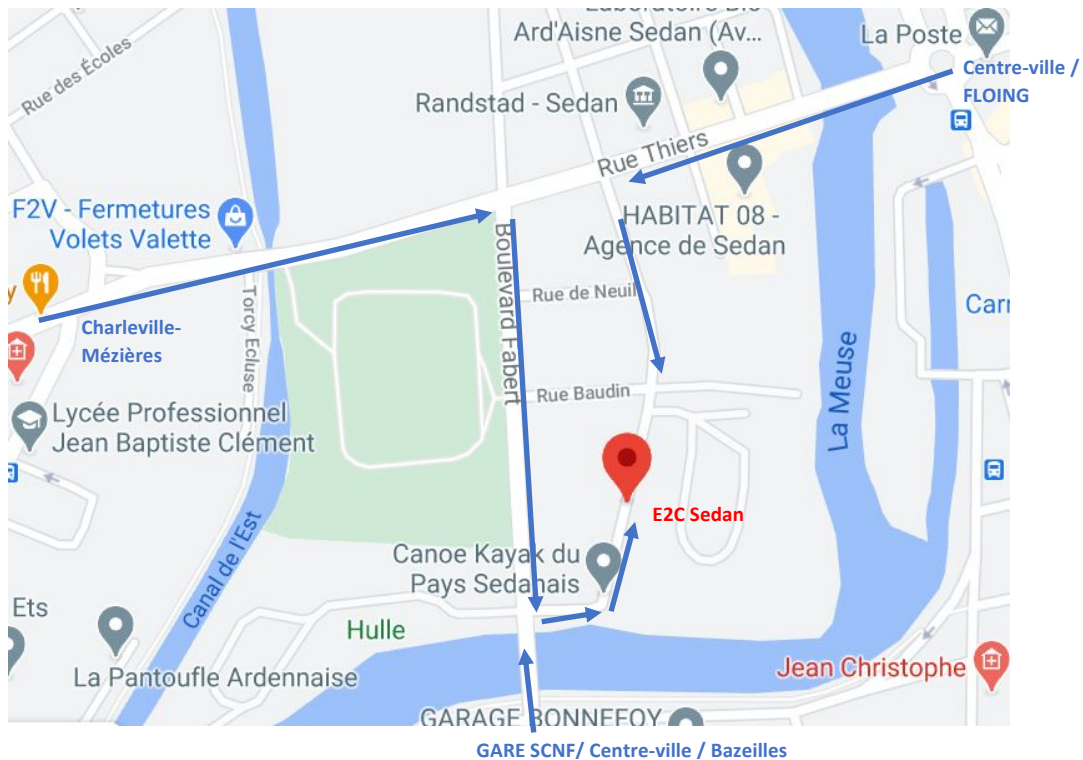 Laboratoire Bio
Ard'Aisne Sedan (Av...
La Poste
Centre-ville /
FLOING
Rue des Écoles
Randstad - Sedan
Rue Thiers
F2V - Fermetures
Volets Valette
HABITAT 08 -
Agence de Sedan
y
Boulevard Fabert
Rue de Neuil
Torcy Ecluse
Charleville-
Mézières
Carr
La Meuse
Rue Baudin
Lycée Professionnel
Jean Baptiste Clément
E2C Sedan
Canal de l'Est
Canoe Kayak du
Pays Sedanais
Ets
Hulle
La Pantoufle Ardennaise
Jean Christophe
GARAGE BONNEFOY
GARE SCNF/ Centre-ville / Bazeilles